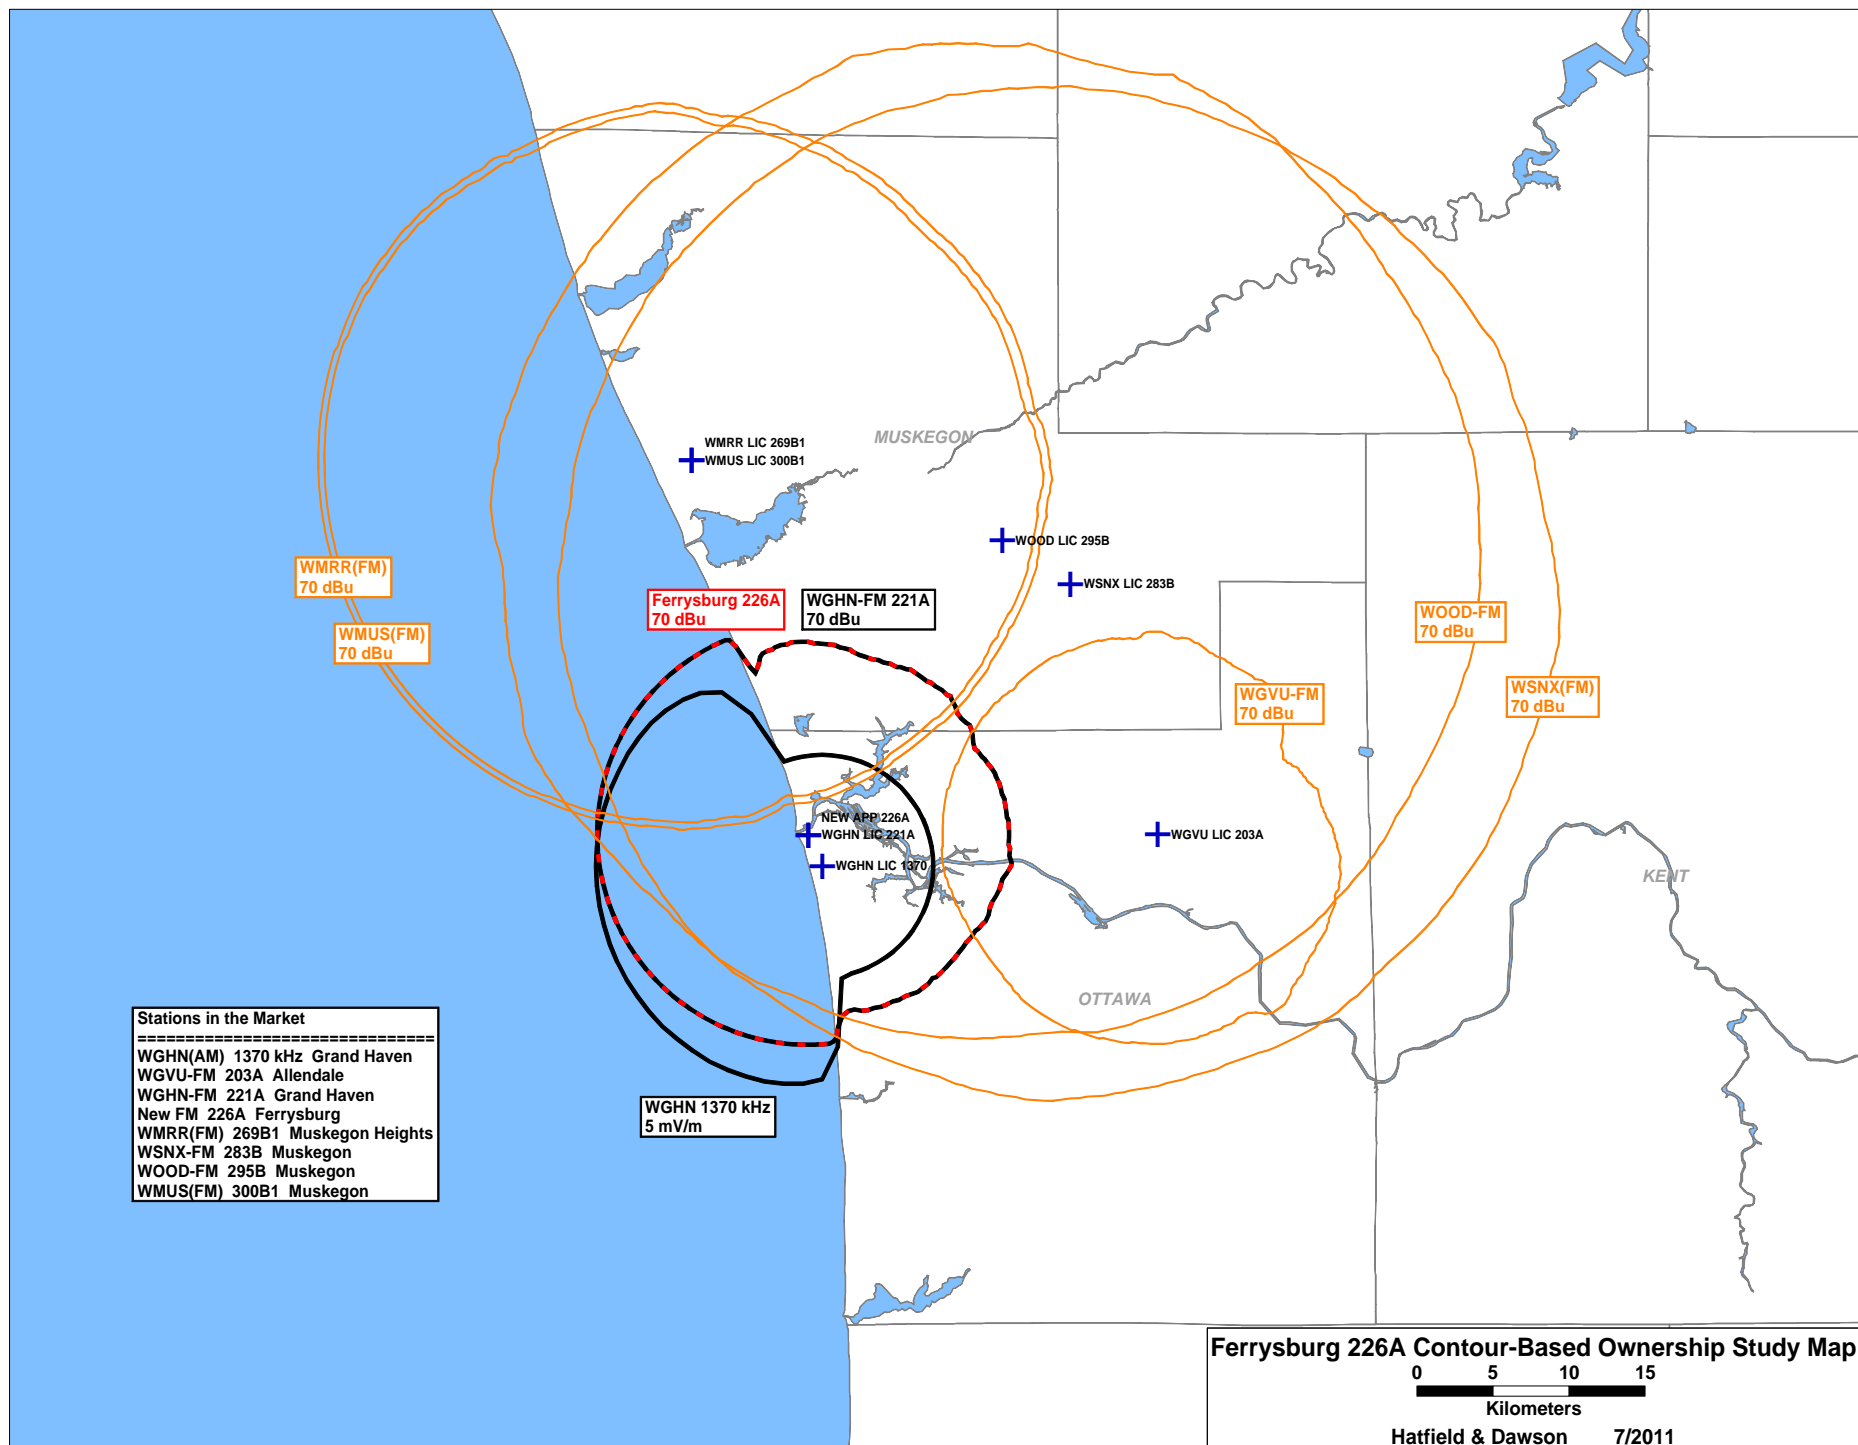 WMRR LIC 269B1
WMUS LIC 300B1
MUSKEGON
WOOD LIC 295B
WSNX LIC 283B
WMRR(FM)
70 dBu
WMUS(FM)
70 dBu
Ferrysburg 226A
70 dBu
WGHN-FM 221A
70 dBu
WOOD-FM
70 dBu
WSNX(FM)
70 dBu
WGVU-FM
70 dBu
NEW APP 226A
WGHN LIC 221A
WGHN LIC 1370
WGVU LIC 203A
KENT
OTTAWA
Stations in the Market
===============================
WGHN(AM) 1370 kHz Grand Haven
WGVU-FM 203A Allendale
WGHN-FM 221A Grand Haven
New FM 226A Ferrysburg
WMRR(FM) 269B1 Muskegon Heights
WSNX-FM 283B Muskegon
WOOD-FM 295B Muskegon
WMUS(FM) 300B1 Muskegon
WGHN 1370 kHz
5 mV/m
Ferrysburg 226A Contour-Based Ownership Study Map
0 5 10 15
Kilometers
Hatfield & Dawson 7/2011